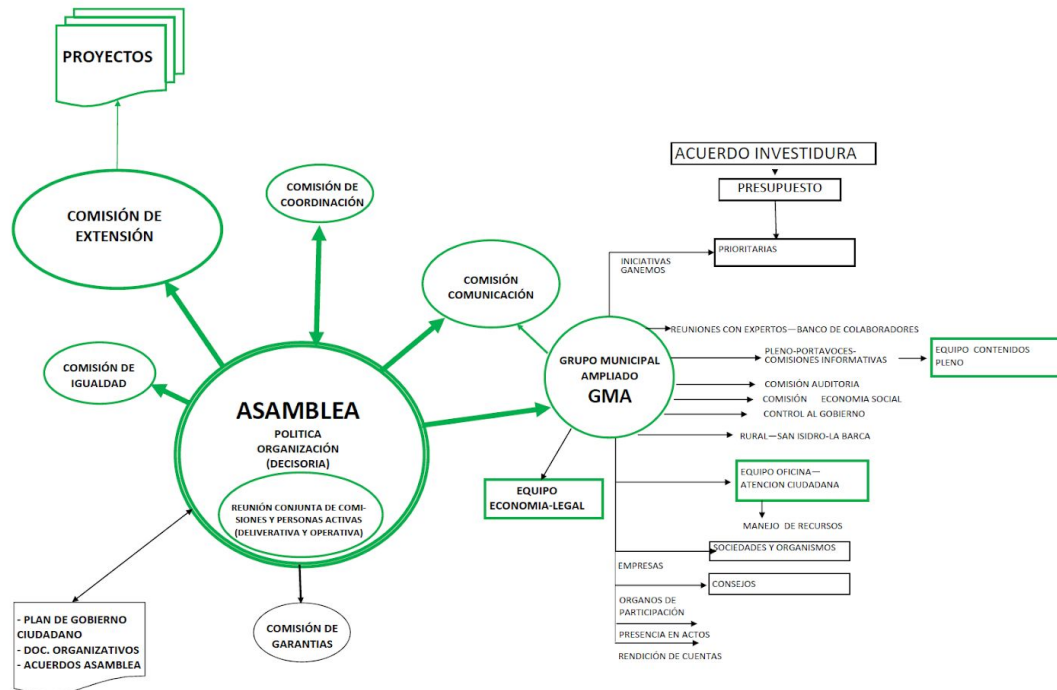 PROYECTOS
COMISIÓN DE
EXTENSIÓN
COMISIÓN DE
COORDINACIÓN
COMISIÓN
COMUNICACIÓN
COMISIÓN DE
IGUALDAD
ASAMBLEA
POLITICA
ORGANIZACIÓN
(DECISORIA)
REUNIÓN CONJUNTA DE COMI-
SIONES Y PERSONAS ACTIVAS
(DELIVERATIVA Y OPERATIVA)
- PLAN DE GOBIERNO
CIUDADANO
- DOC. ORGANIZATIVOS
- ACUERDOS ASAMBLEA
COMISIÓN DE
GARANTIAS
GRUPO MUNICIPAL
AMPLIADO
GMA
EQUIPO
ECONOMIA-LEGAL
ACUERDO INVESTIDURA
PRESUPUESTO
PRIORITARIAS
INICIATIVAS
GANEMOS
REUNIONES CON EXPERTOS—BANCO DE COLABORADORES
PLENO-PORTAVOCES-
COMISIONES INFORMATIVAS
EQUIPO CONTENIDOS
PLENO
COMISIÓN AUDITORIA
COMISIÓN ECONOMIA SOCIAL
CONTROL AL GOBIERNO
RURAL—SAN ISIDRO-LA BARCA
EQUIPO OFICINA—
ATENCION CIUDADANA
MANEJO DE RECURSOS
SOCIEDADES Y ORGANISMOS
EMPRESAS
CONSEJOS
ORGANOS DE
PARTICIPACIÓN
PRESENCIA EN ACTOS
RENDICIÓN DE CUENTAS